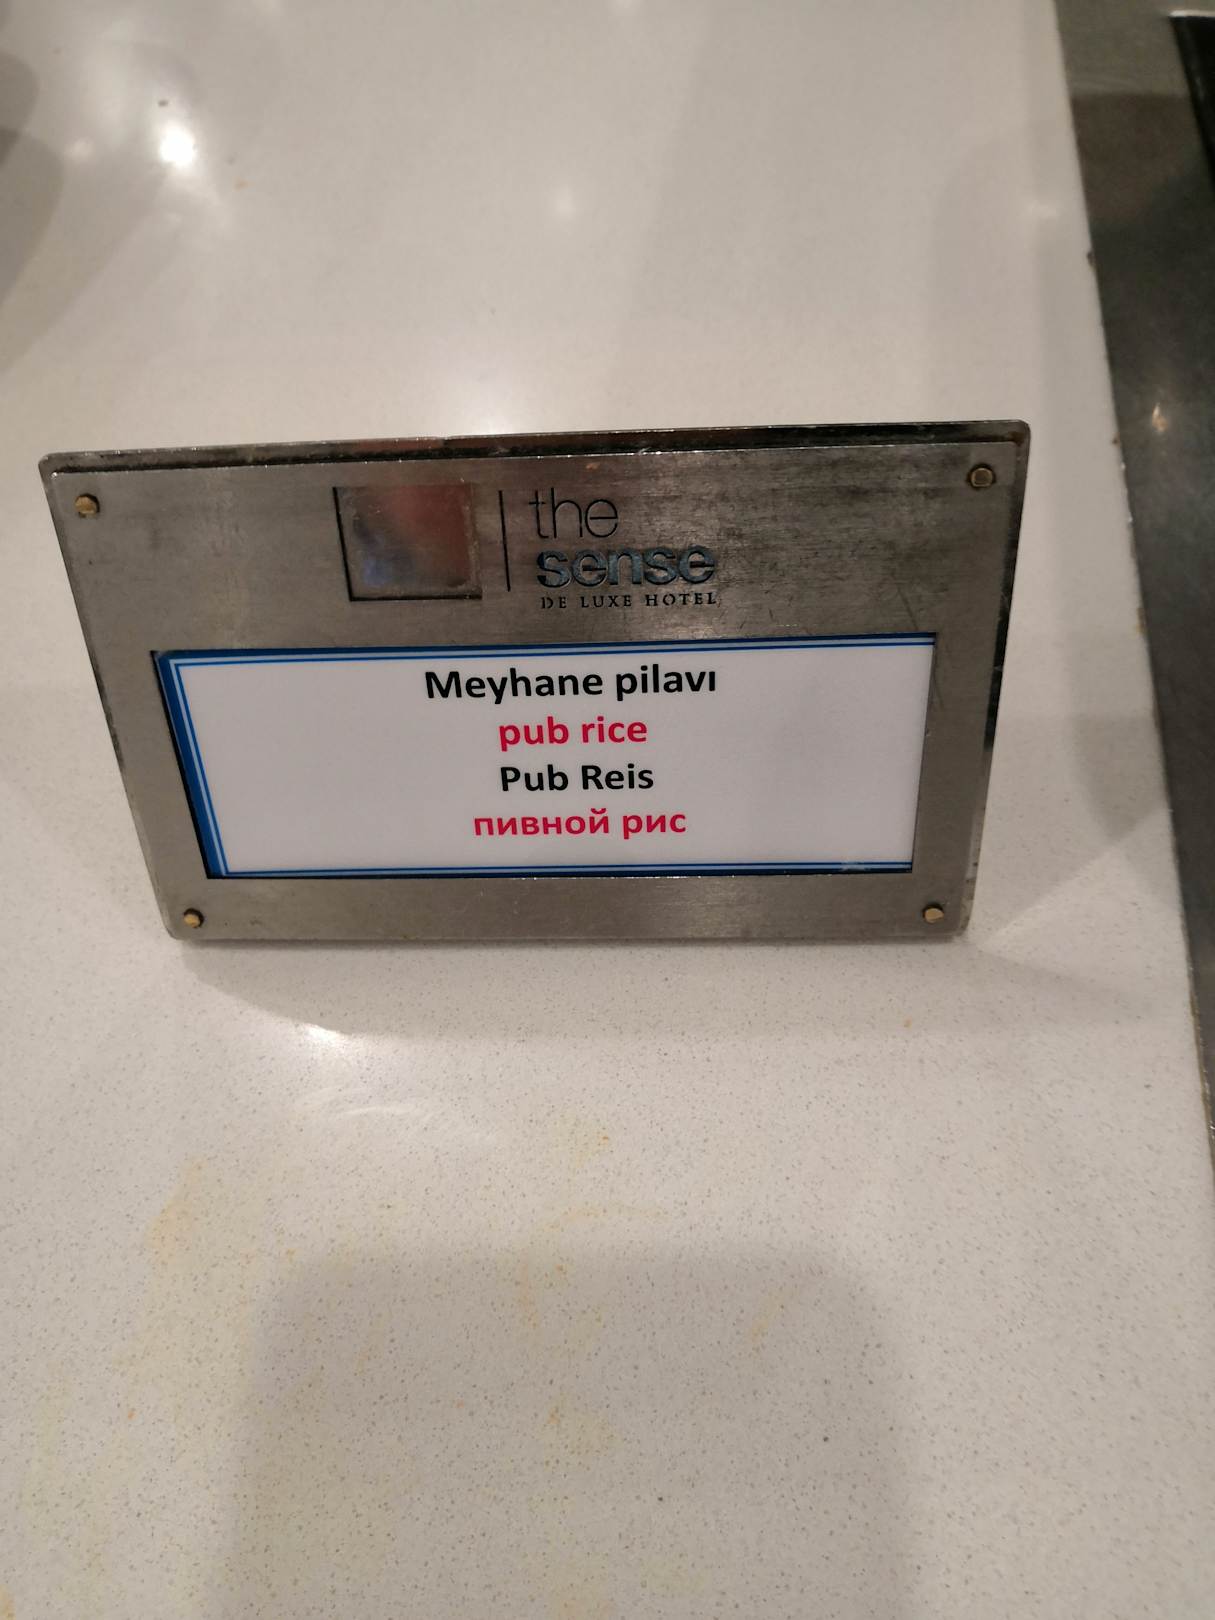 the
sense
DE LUXE HOTEL
Meyhane pilavı
pub rice
Pub Reis
пивной рис